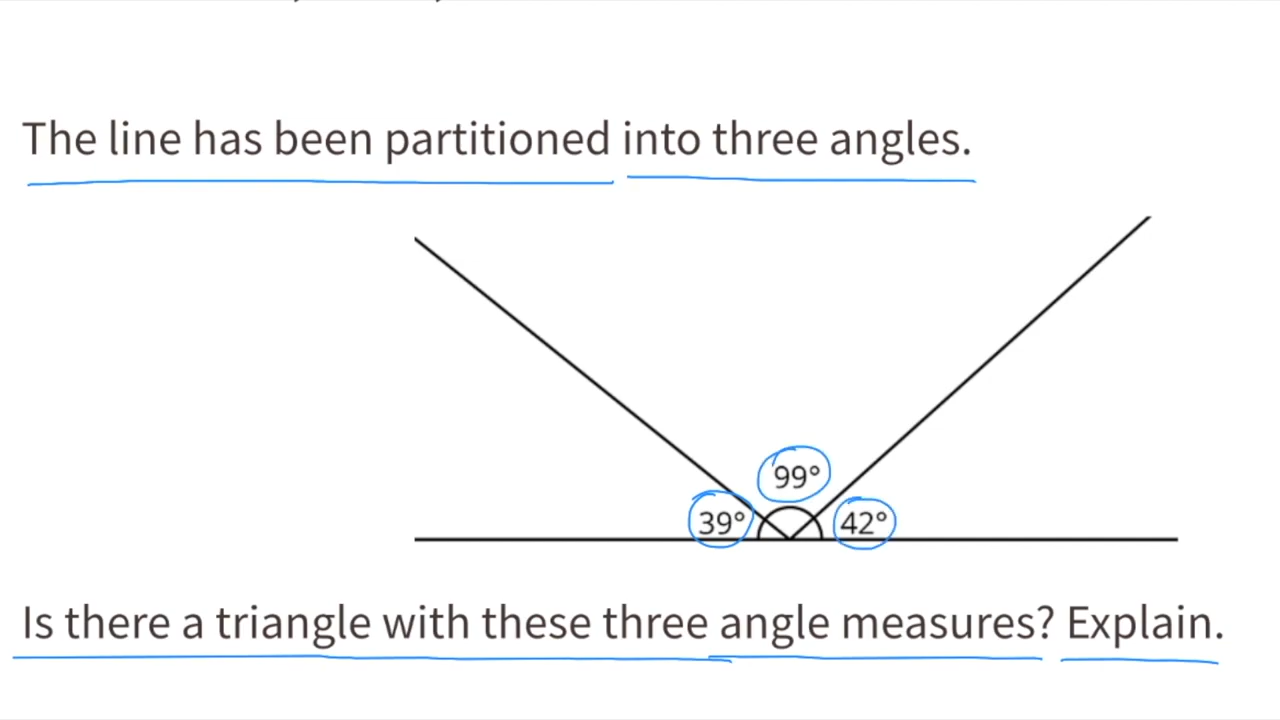 The line has been partitioned into three angles.
99°
39°
42°
Is there a triangle with these three angle measures? Explain.